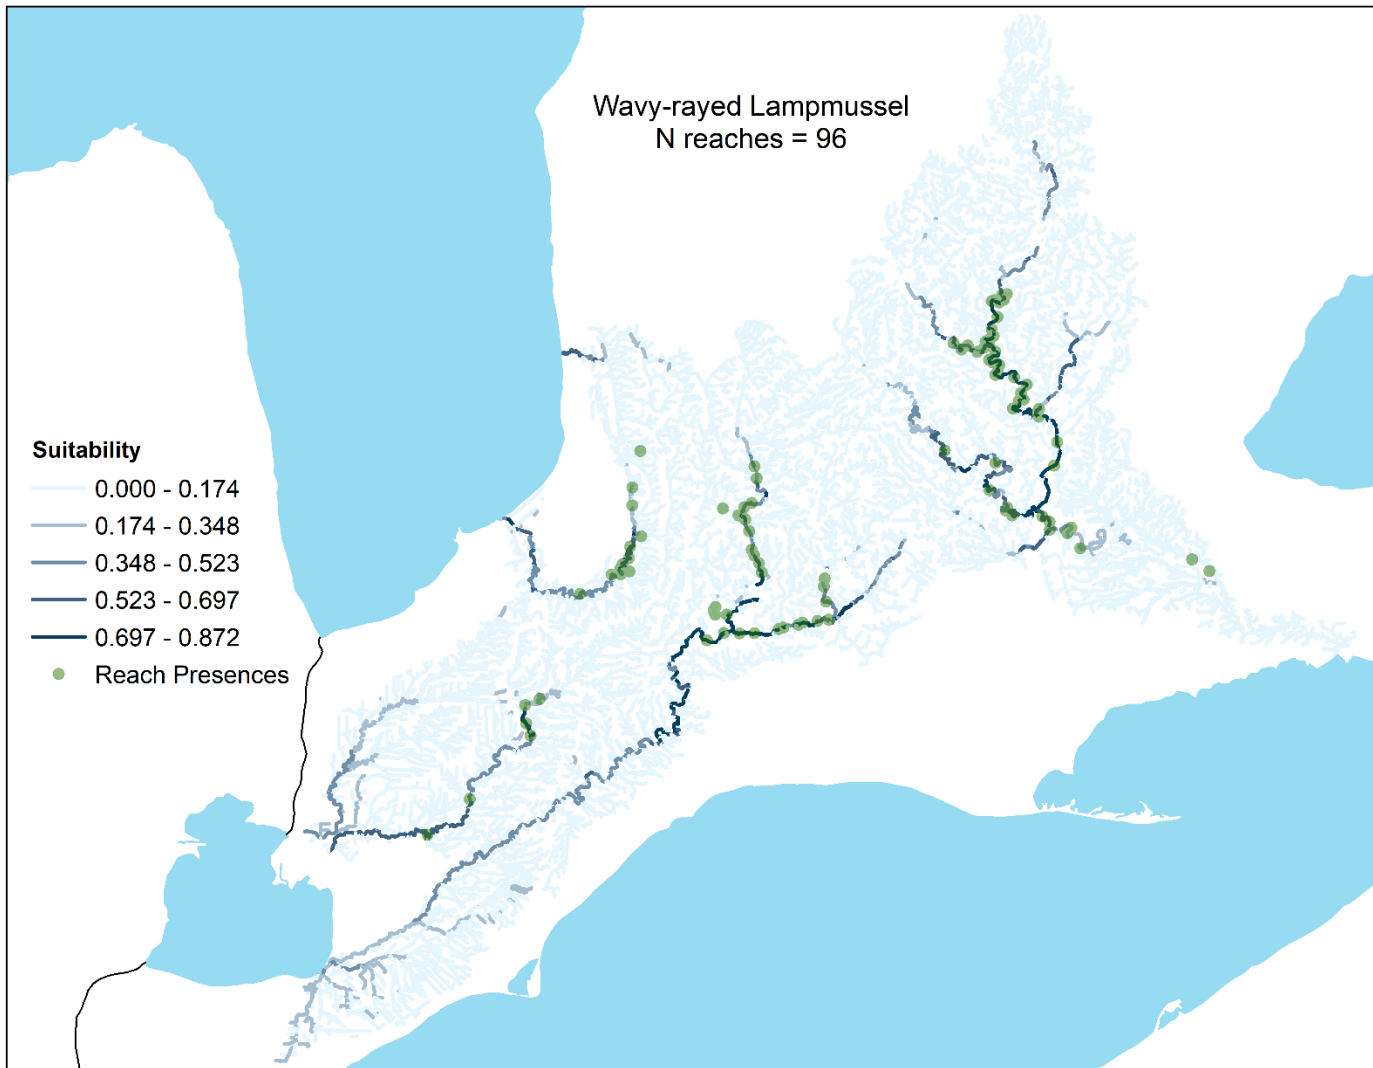 Wavy-rayed Lampmussel
N reaches = 96
Suitability
0.000 - 0.174
0.174 - 0.348
0.348 - 0.523
0.523 - 0.697
0.697 - 0.872
Reach Presences